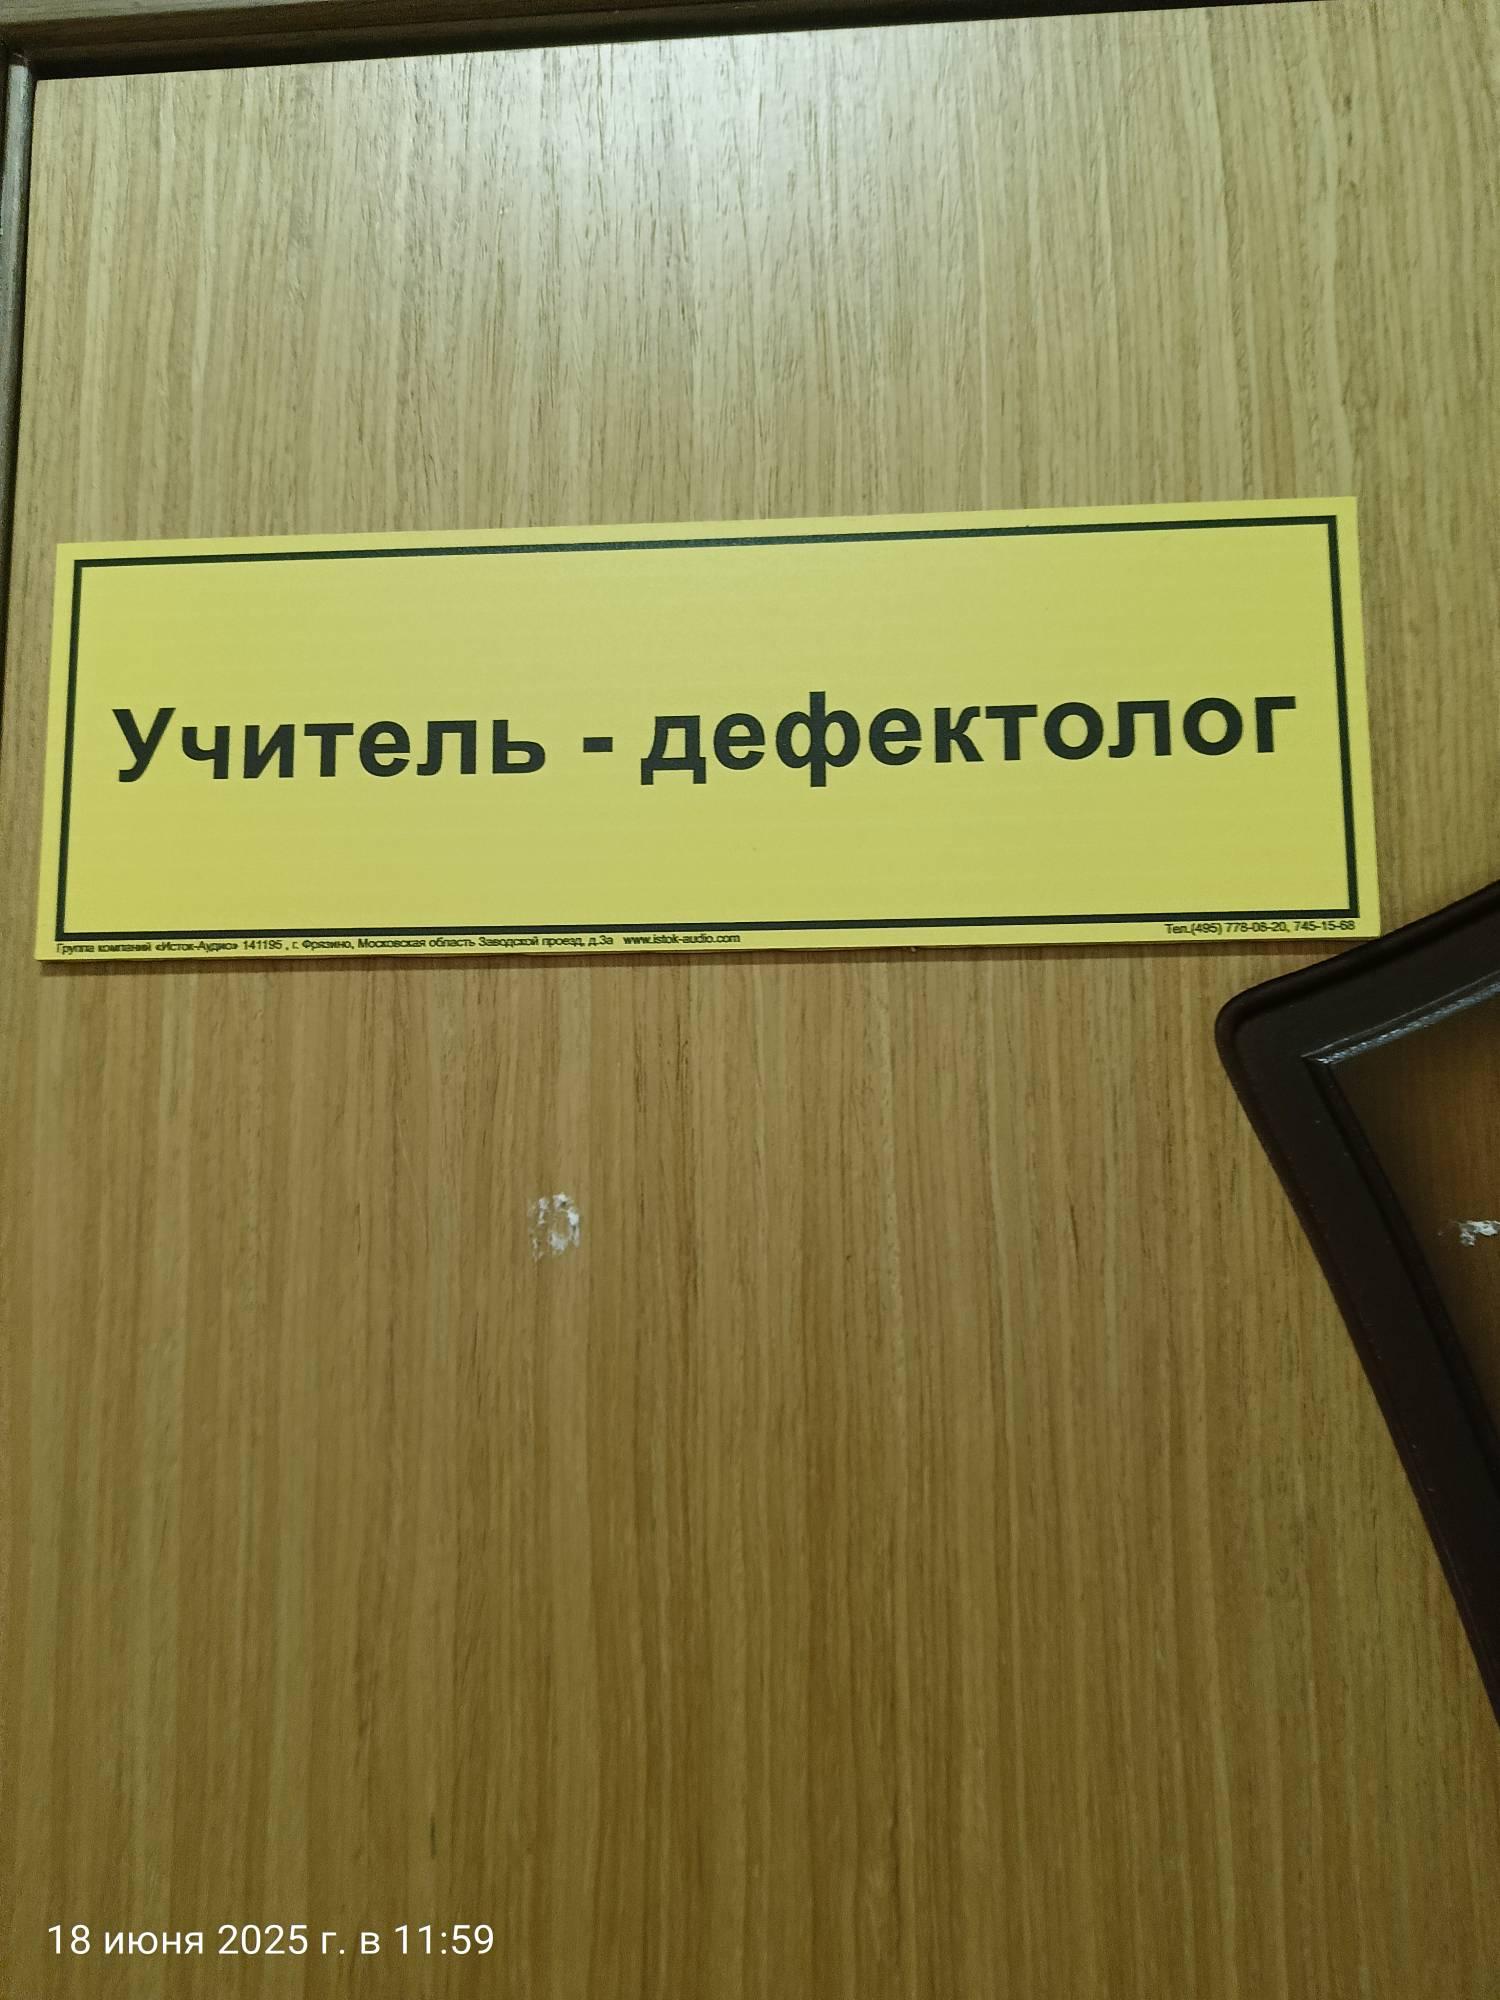 Учитель - дефектолог
Группа компаний «Исток-Аудио» 141195 , г. Фрязино, Московская область Заводской проезд, д.3а www.istok-audio.com
Тел.(495) 778-08-20, 745-15-68
18 июня 2025 г. в 11:59